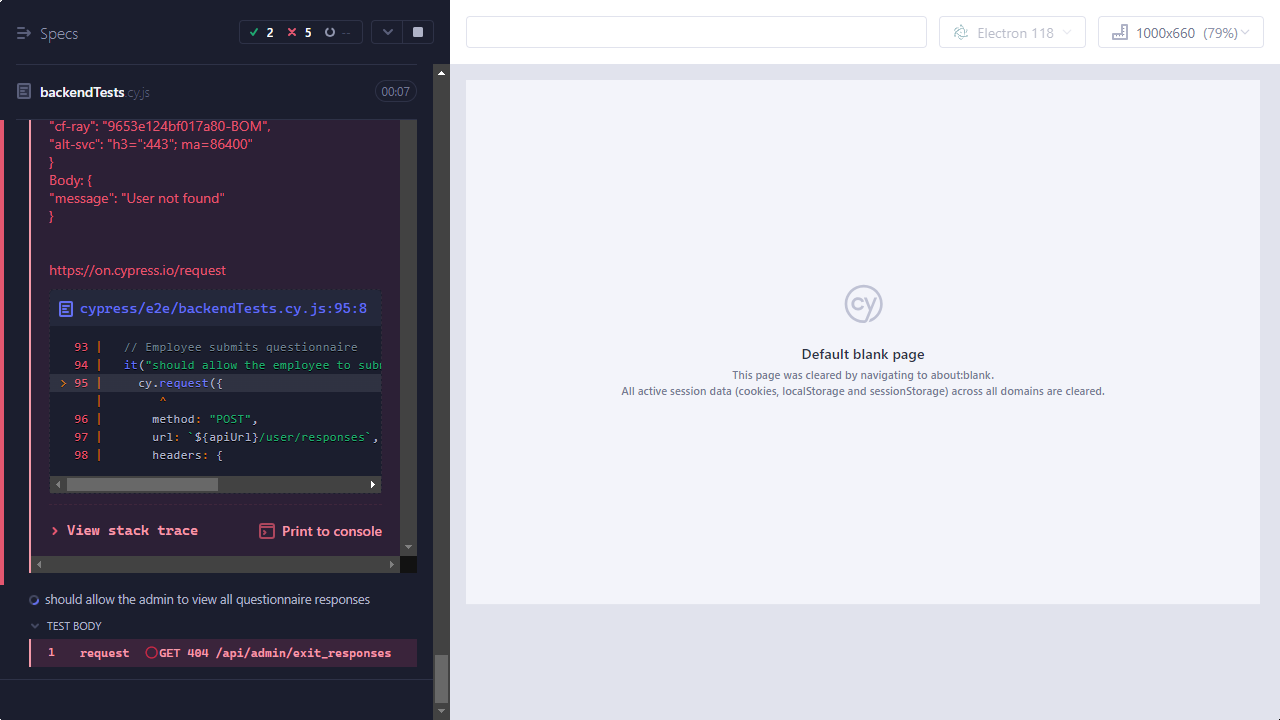 Specs
2
5
--
Electron 118
1000x660 (79%)
backendTests.cy.js
00:07
"cf-ray": "9653e124bf017a80-BOM",
"alt-svc": "h3=":443"; ma=86400"
}
Body: {
"message": "User not found"
}
https://on.cypress.io/request
cypress/e2e/backendTests.cy.js:95:8
93 | // Employee submits questionnaire
94 | it("should allow the employee to subm
> 95 | cy.request({
| ^
96 | method: "POST",
97 | url: `${apiUrl}/user/responses`,
98 | headers: {
> View stack trace
Print to console
should allow the admin to view all questionnaire responses
TEST BODY
1 request GET 404 /api/admin/exit_responses
cy
Default blank page
This page was cleared by navigating to about:blank.
All active session data (cookies, localStorage and sessionStorage) across all domains are cleared.